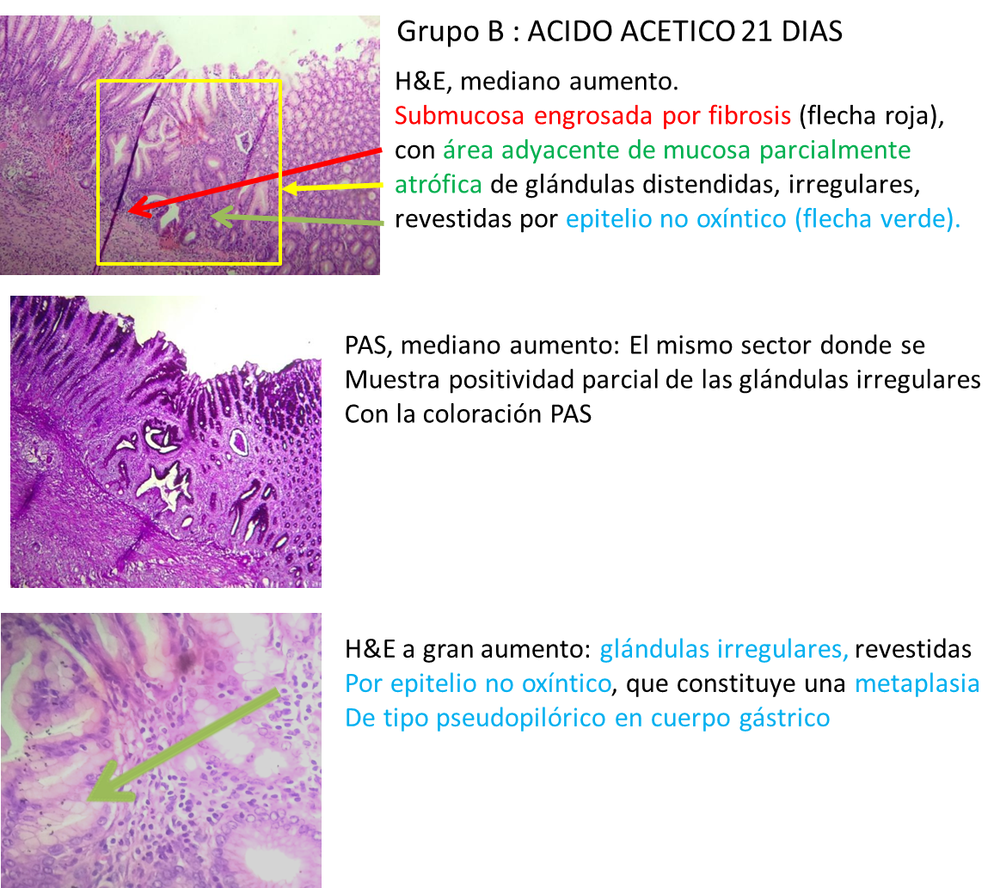 Grupo B : ACIDO ACETICO 21 DIAS
H&E, mediano aumento.
Submucosa engrosada por fibrosis (flecha roja),
con área adyacente de mucosa parcialmente
atrófica de glándulas distendidas, irregulares,
revestidas por epitelio no oxíntico (flecha verde).
PAS, mediano aumento: El mismo sector donde se
Muestra positividad parcial de las glándulas irregulares
Con la coloración PAS
H&E a gran aumento: glándulas irregulares, revestidas
Por epitelio no oxíntico, que constituye una metaplasia
De tipo pseudopilórico en cuerpo gástrico